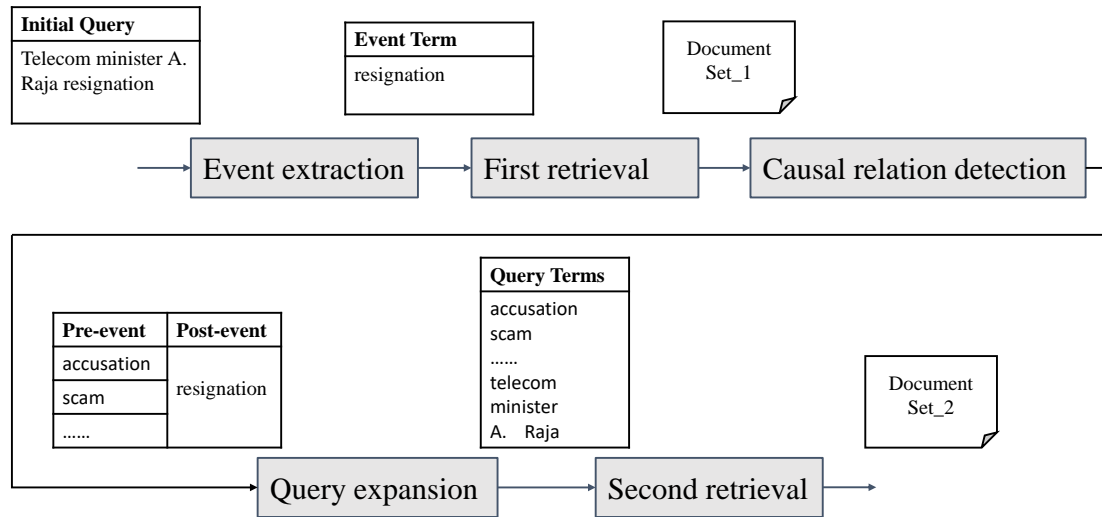 Initial Query
Telecom minister A.
Raja resignation
Event Term
resignation
Document
Set_1
Event extraction
First retrieval
Causal relation detection
Pre-event
Post-event
accusation
scam
……
resignation
Query Terms
accusation
scam
……
telecom
minister
A. Raja
Document
Set_2
Query expansion
Second retrieval